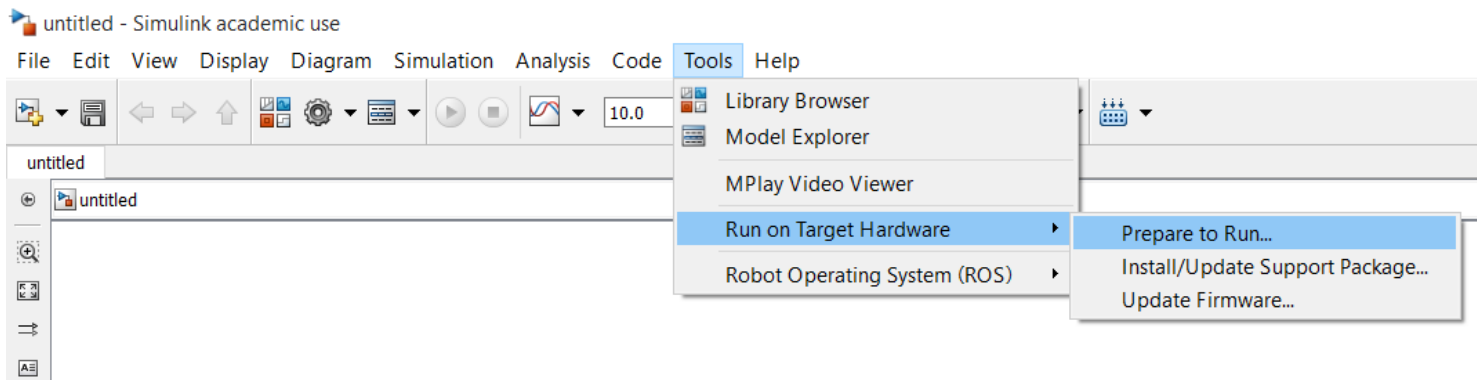 untitled - Simulink academic use
File Edit View Display Diagram Simulation Analysis Code Tools Help
10.0
Library Browser
Model Explorer
MPlay Video Viewer
Run on Target Hardware
Robot Operating System (ROS)
Prepare to Run...
Install/Update Support Package...
Update Firmware...
untitled
untitled
A